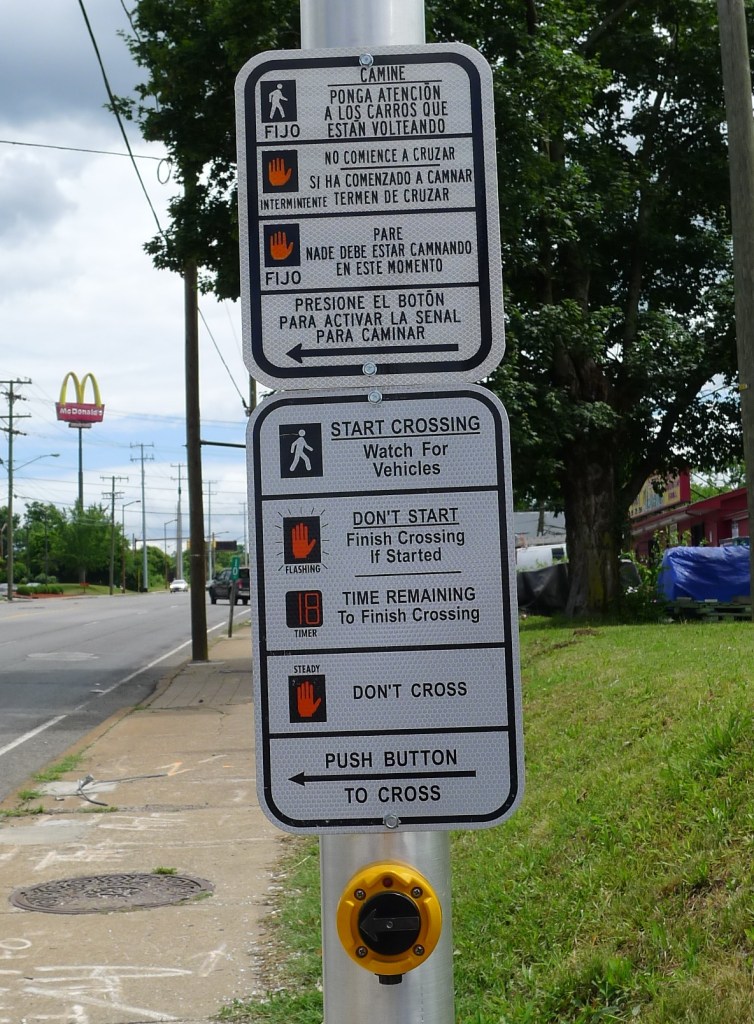 CAMINE
PONGA ATENCIÓN
A LOS CARROS QUE
ESTÁN VOLTEANDO
FIJO
NO COMIENCE A CRUZAR
SI HA COMENZADO A CAMNAR
INTERMINTENTE TERMEN DE CRUZAR
PARE
NADE DEBE ESTAR CAMNANDO
EN ESTE MOMENTO
FIJO
PRESIONE EL BOTÓN
PARA ACTIVAR LA SENAL
PARA CAMINAR
START CROSSING
Watch For
Vehicles
DON'T START
Finish Crossing
If Started
FLASHING
TIME REMAINING
To Finish Crossing
18
TIMER
STEADY
DON'T CROSS
PUSH BUTTON
TO CROSS
McDonald's